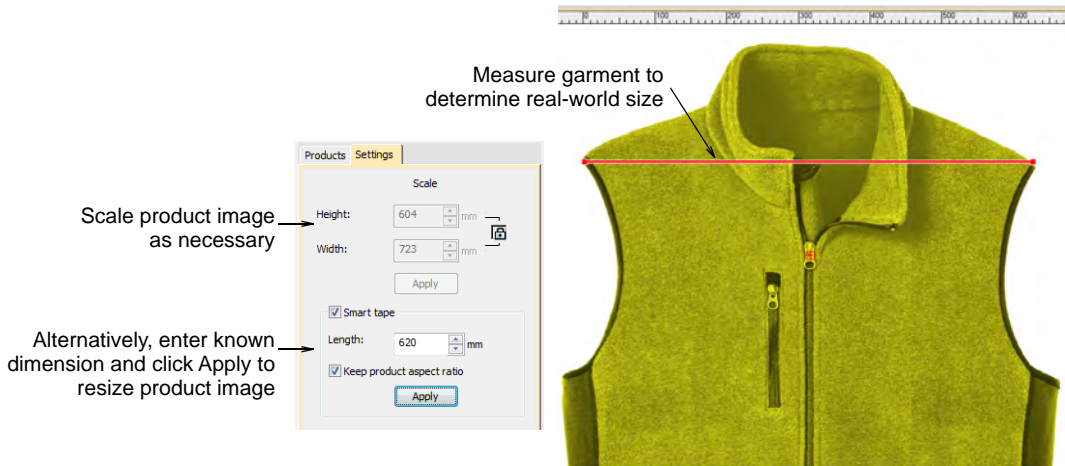 0 100 200 300 400 500 600
Measure garment to
determine real-world size
Products Settings
Scale
Scale product image
as necessary
Height: 604 mm
Width: 723 mm
Apply
Smart tape
Alternatively, enter known
dimension and click Apply to
resize product image
Length: 620 mm
Keep product aspect ratio
Apply